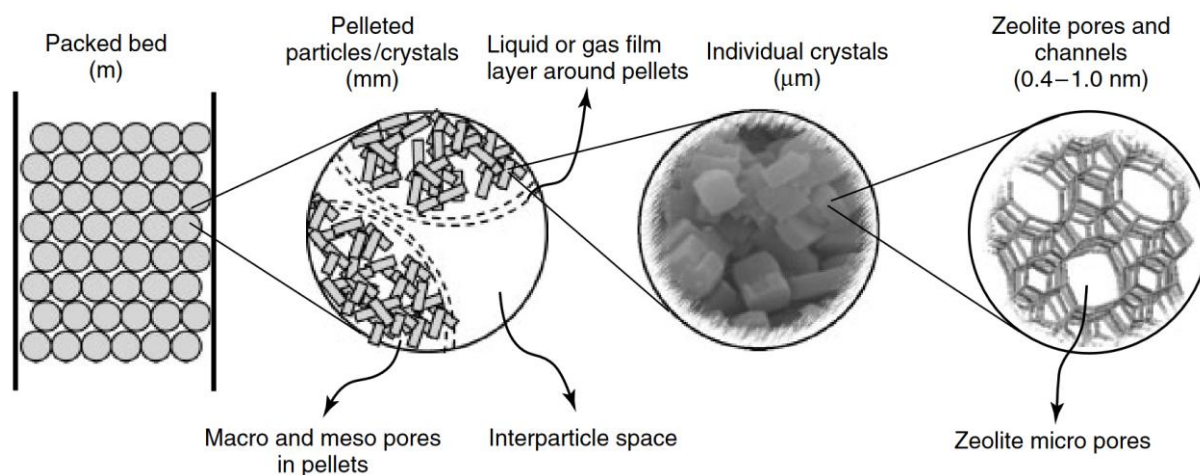 Packed bed
(m)
Pelleted
particles/crystals
(mm)
Liquid or gas film
layer around pellets
Individual crystals
(μm)
Zeolite pores and
channels
(0.4–1.0 nm)
Macro and meso pores
in pellets
Interparticle space
Zeolite micro pores